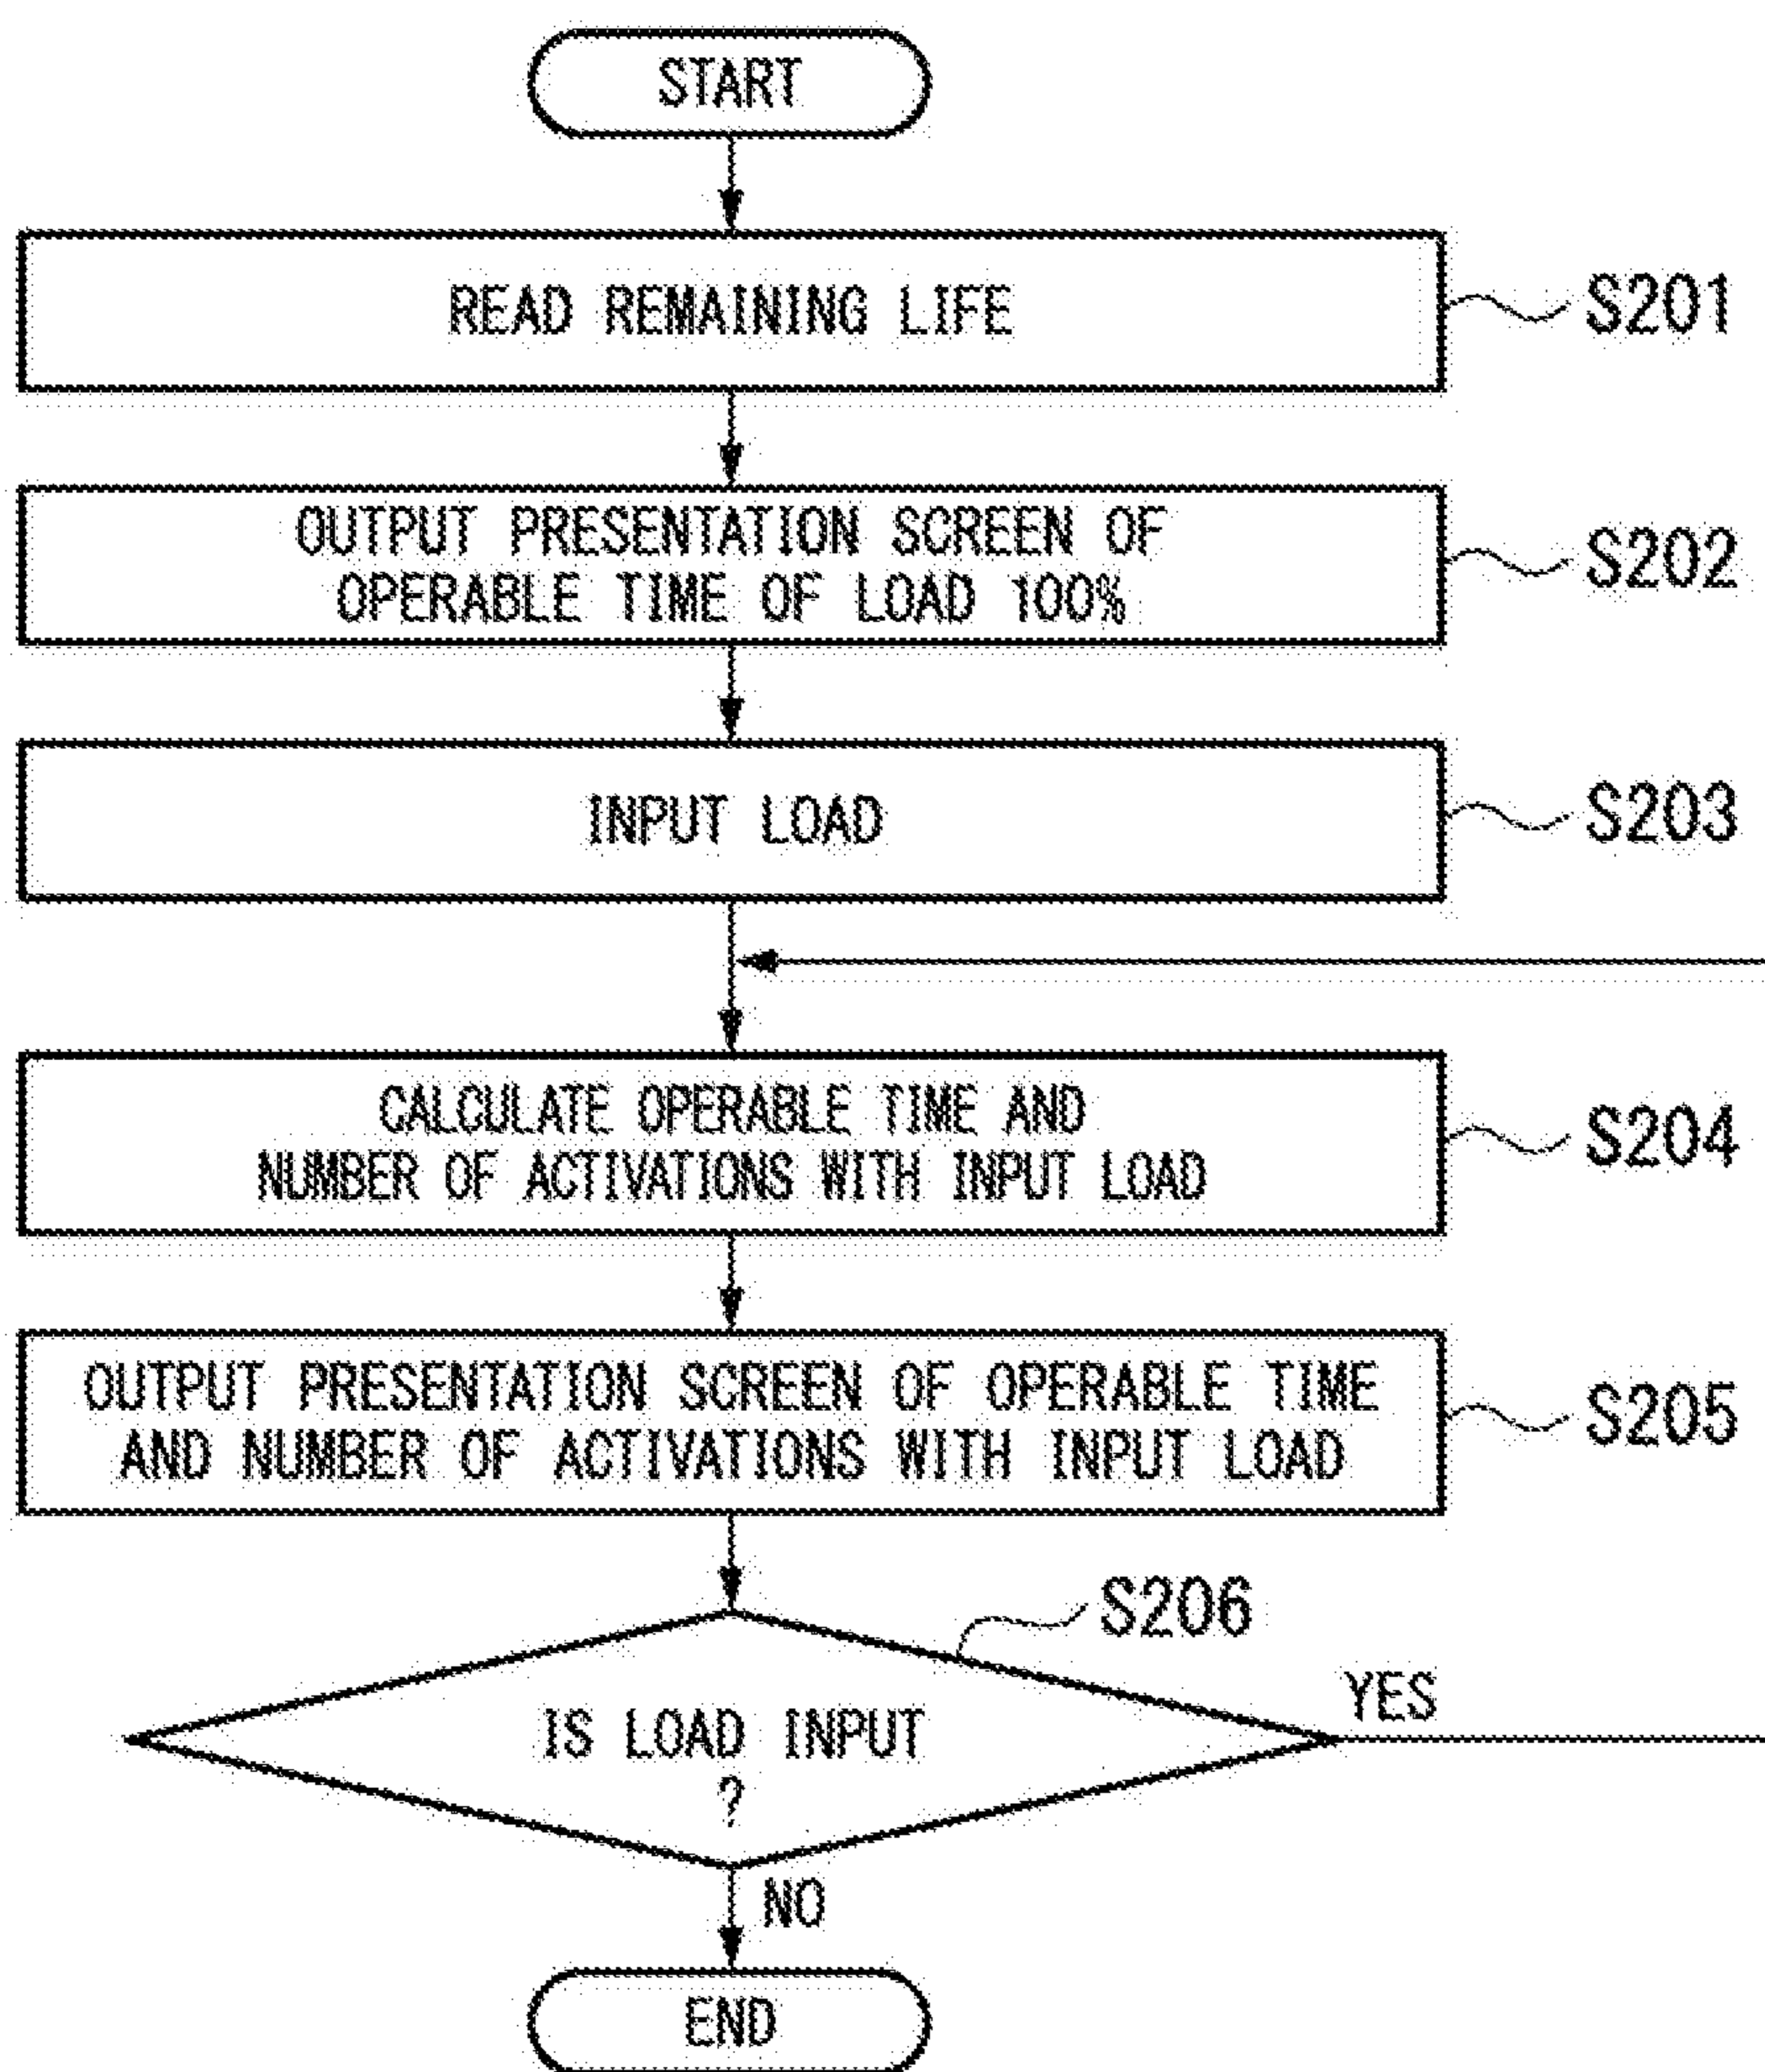 START
READ REMAINING LIFE
S201
OUTPUT PRESENTATION SCREEN OF
OPERABLE TIME OF LOAD 100%
S202
INPUT LOAD
S203
CALCULATE OPERABLE TIME AND
NUMBER OF ACTIVATIONS WITH INPUT LOAD
S204
OUTPUT PRESENTATION SCREEN OF OPERABLE TIME
AND NUMBER OF ACTIVATIONS WITH INPUT LOAD
S205
S206
IS LOAD INPUT
?
YES
NO
END